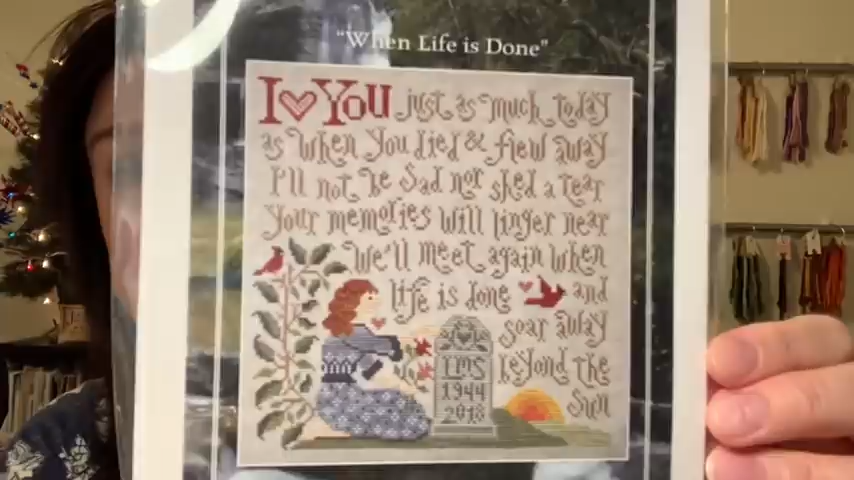 "When Life is Done"
I YOU just as much today
as when You died & flew away
I'll not be Sad nor shed a tear
Your memories will linger near
We'll meet again when
life is done and
soar away
beyond the
Sun
LMS
1944
2018